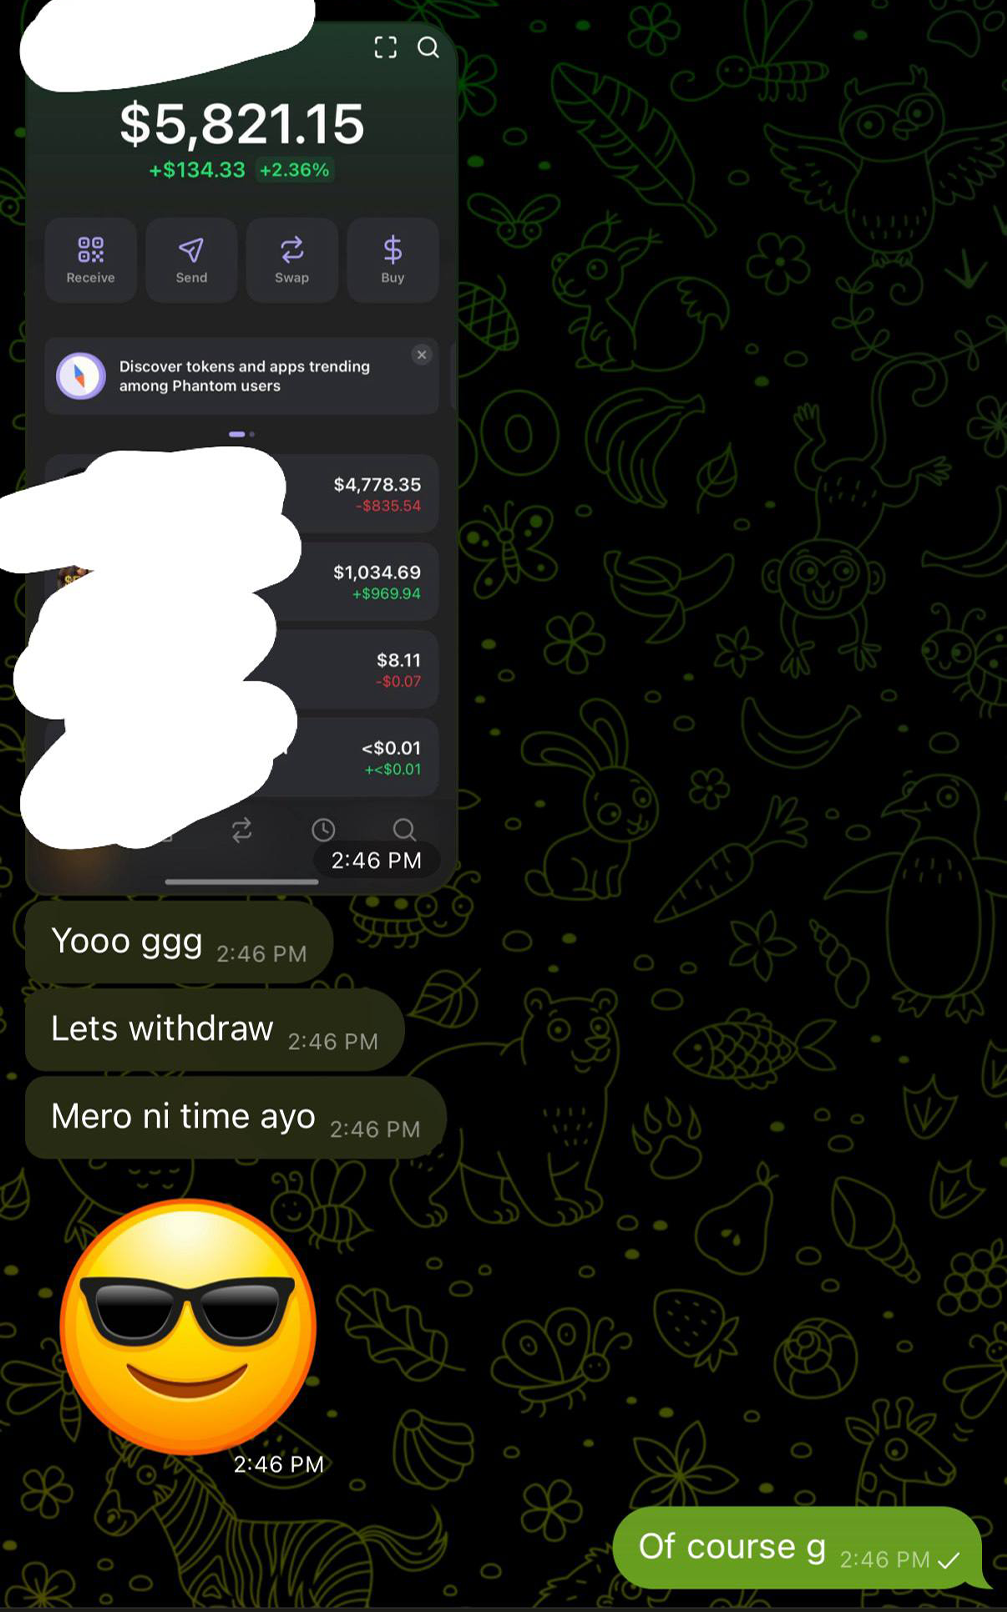 $5,821.15
+$134.33 +2.36%
Receive Send Swap Buy
Discover tokens and apps trending
among Phantom users
$4,778.35
-$835.54
$1,034.69
+$969.94
$8.11
-$0.07
<$0.01
+<$0.01
2:46 PM
Yooo ggg 2:46 PM
Lets withdraw 2:46 PM
Mero ni time ayo 2:46 PM
2:46 PM
Of course g 2:46 PM